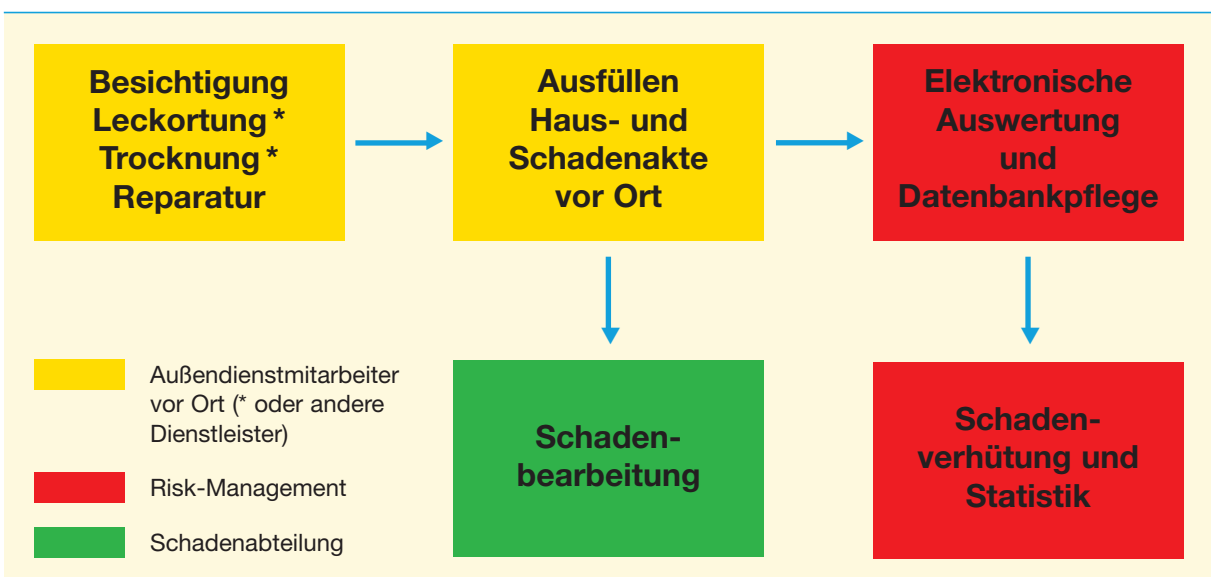 Besichtigung
Leckortung *
Trocknung *
Reparatur
Ausfüllen
Haus- und
Schadenakte
vor Ort
Elektronische
Auswertung
und
Datenbankpflege
Außendienstmitarbeiter
vor Ort (* oder andere
Dienstleister)
Risk-Management
Schadenabteilung
Schaden-
bearbeitung
Schaden-
verhütung und
Statistik